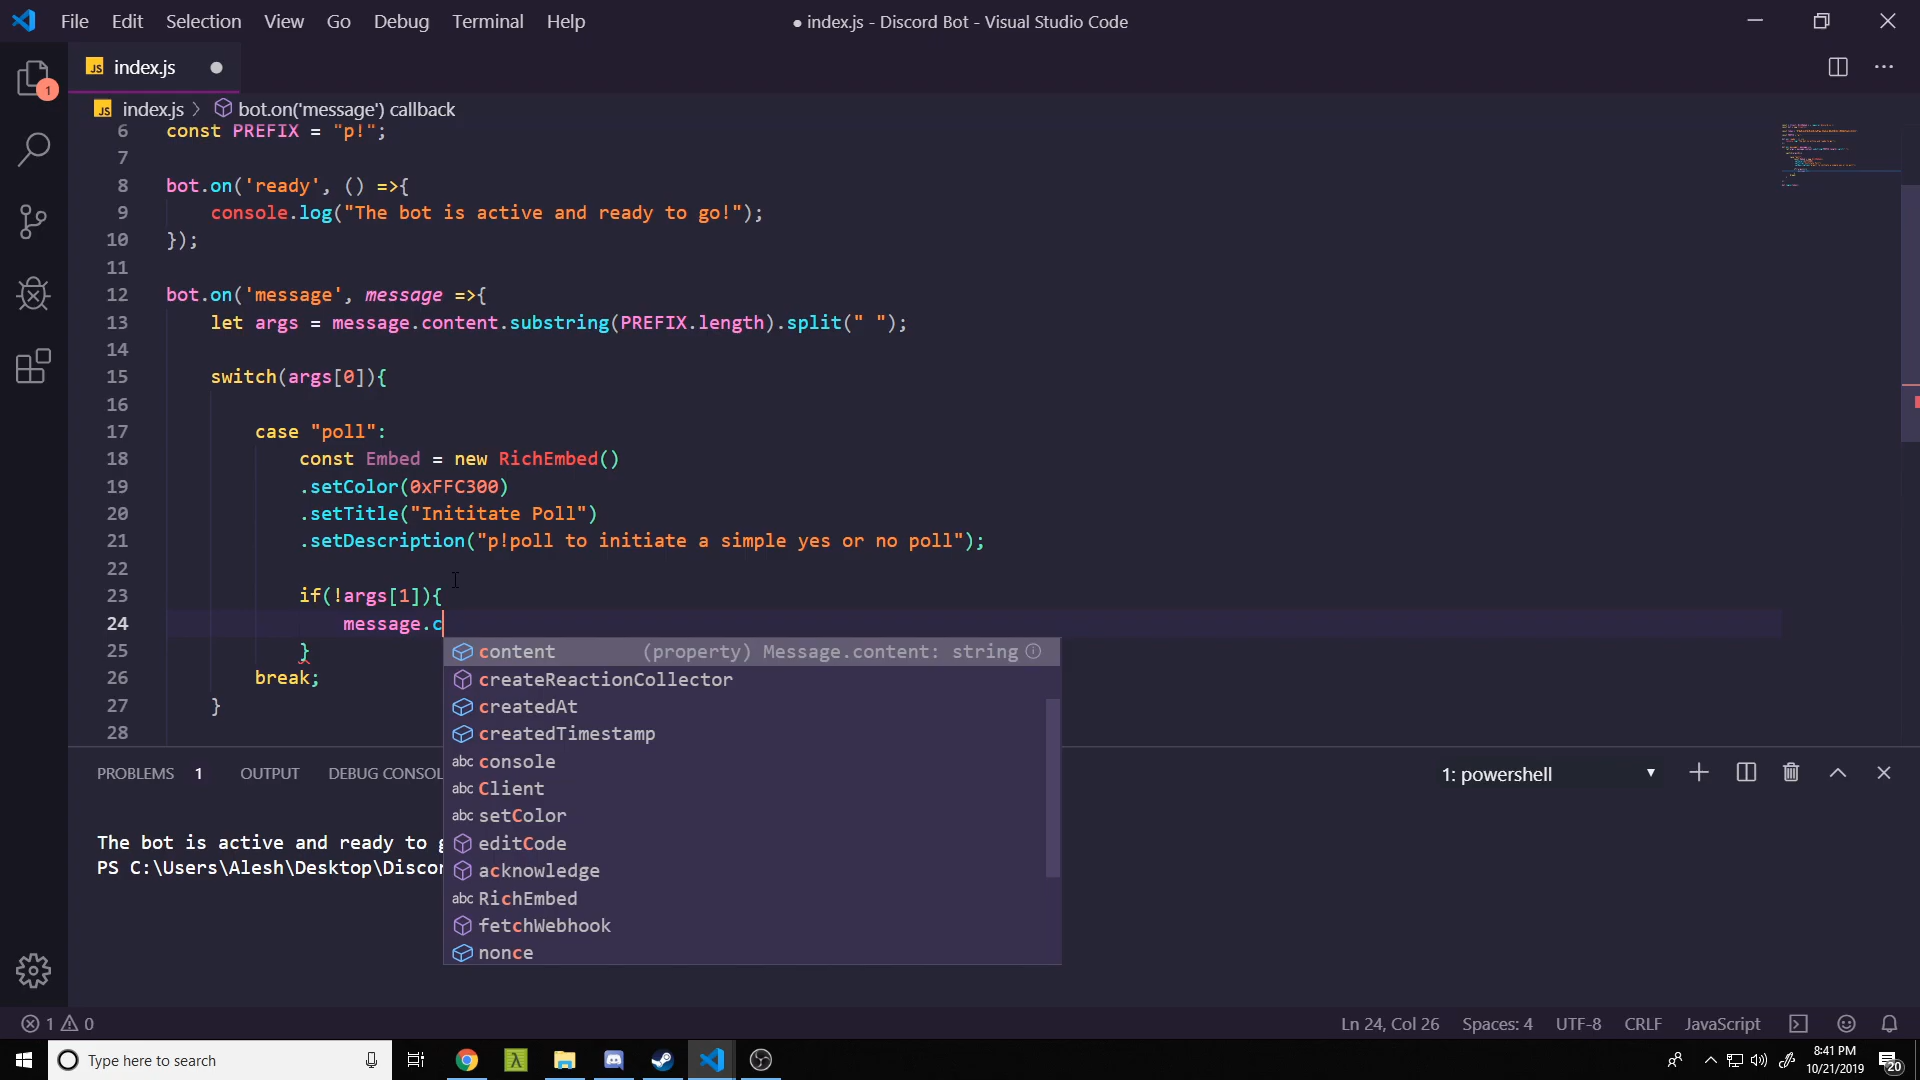 File Edit Selection View Go Debug Terminal Help
● index.js - Discord Bot - Visual Studio Code
JS index.js ●
1
JS index.js > bot.on('message') callback
6 const PREFIX = "p!";
7
8 bot.on('ready', () =>{
9 console.log("The bot is active and ready to go!");
10 });
11
12 bot.on('message', message =>{
13 let args = message.content.substring(PREFIX.length).split(" ");
14
15 switch(args[0]){
16
17 case "poll":
18 const Embed = new RichEmbed()
19 .setColor(0xFFC300)
20 .setTitle("Inititate Poll")
21 .setDescription("p!poll to initiate a simple yes or no poll");
22
23 if(!args[1]){
24 message.c
25 }
26 break;
27 }
28
content (property) Message.content: string
createReactionCollector
createdAt
createdTimestamp
abc console
abc Client
abc setColor
editCode
acknowledge
abc RichEmbed
fetchWebhook
nonce
PROBLEMS 1 OUTPUT DEBUG CONSOL
1: powershell
The bot is active and ready to g
PS C:\Users\Alesh\Desktop\Discor
1 0
Ln 24, Col 26 Spaces: 4 UTF-8 CRLF JavaScript
Type here to search
8:41 PM
10/21/2019
20